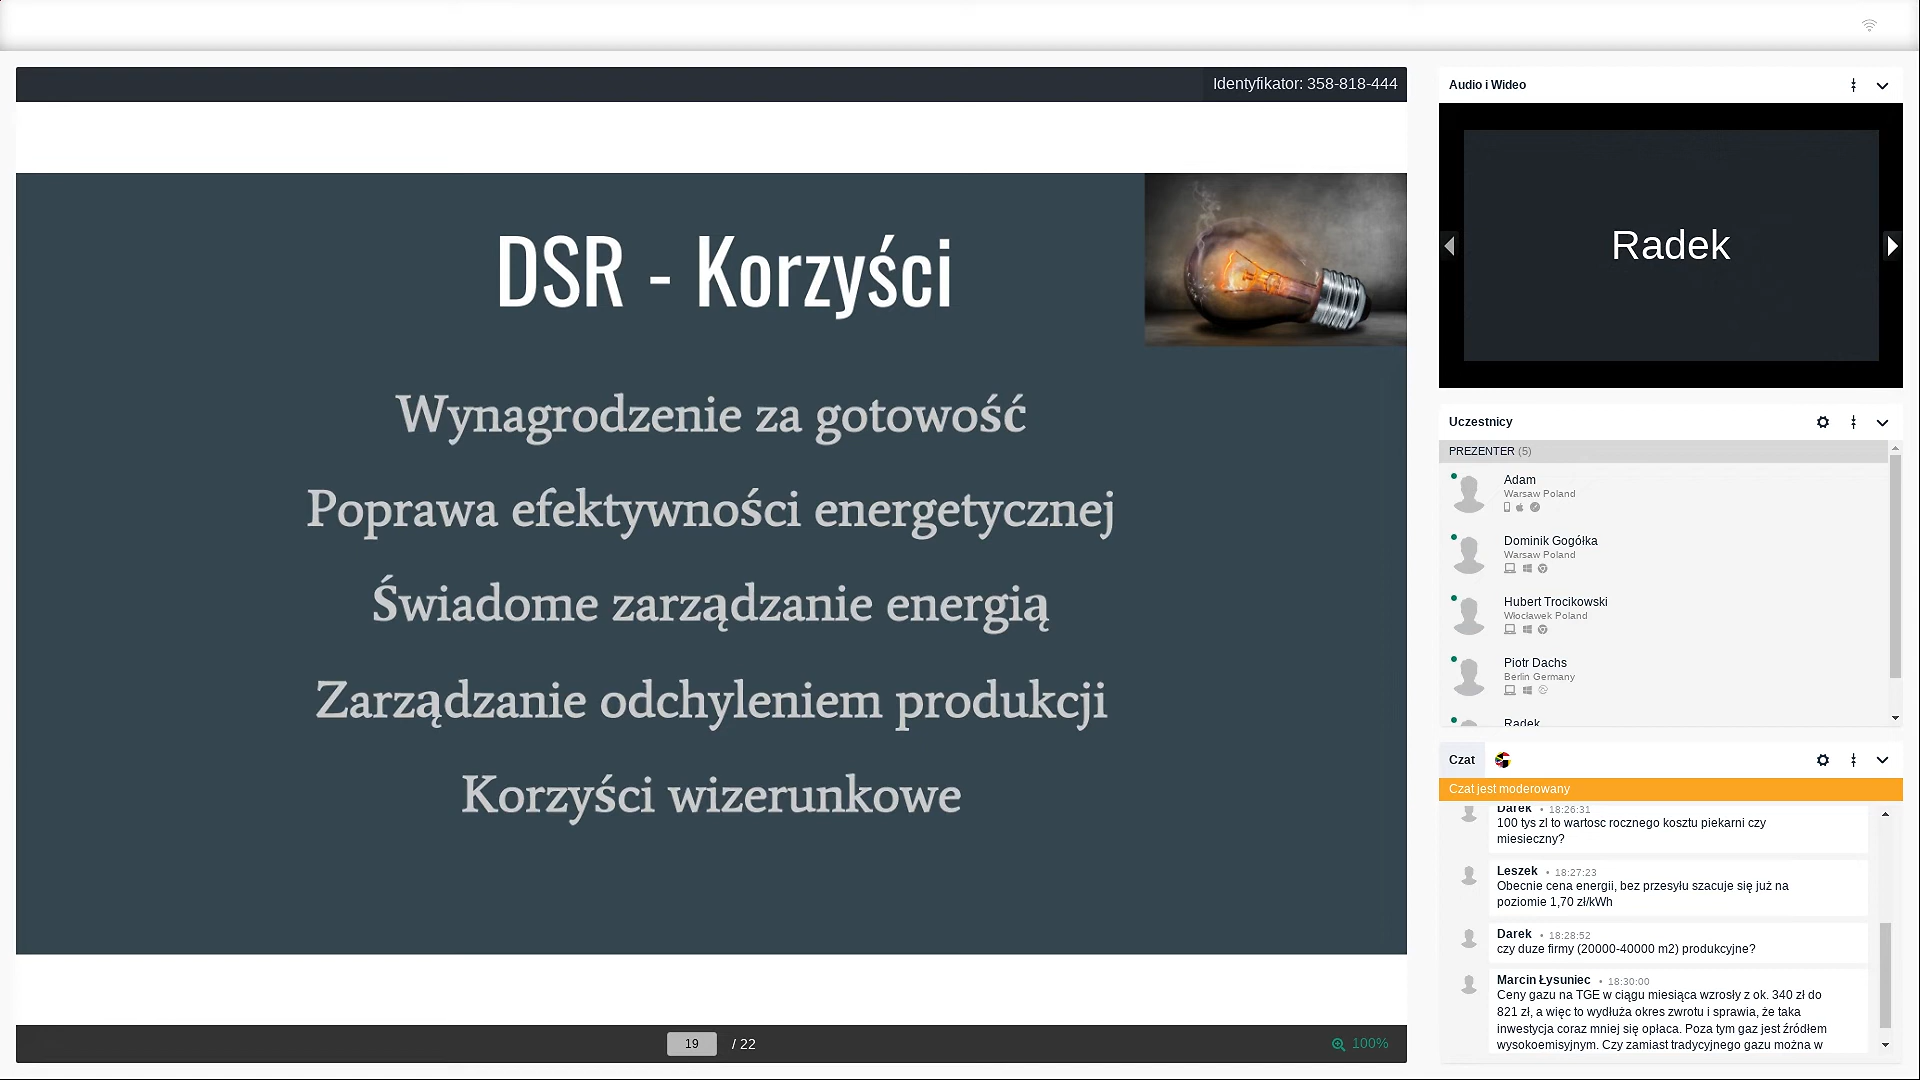 Identyfikator: 358-818-444
DSR - Korzyści
Wynagrodzenie za gotowość
Poprawa efektywności energetycznej
Świadome zarządzanie energią
Zarządzanie odchyleniem produkcji
Korzyści wizerunkowe
19 / 22
100%
Audio i Wideo
Radek
Uczestnicy
PREZENTER (5)
Adam
Warsaw Poland
Dominik Gogółka
Warsaw Poland
Hubert Trocikowski
Włocławek Poland
Piotr Dachs
Berlin Germany
Radek
Czat
Czat jest moderowany
Darek • 18:26:31
100 tys zl to wartosc rocznego kosztu piekarni czy
miesieczny?
Leszek • 18:27:23
Obecnie cena energii, bez przesyłu szacuje się już na
poziomie 1,70 zł/kWh
Darek • 18:28:52
czy duze firmy (20000-40000 m2) produkcyjne?
Marcin Łysuniec • 18:30:00
Ceny gazu na TGE w ciągu miesiąca wzrosły z ok. 340 zł do
821 zł, a więc to wydłuża okres zwrotu i sprawia, że taka
inwestycja coraz mniej się opłaca. Poza tym gaz jest źródłem
wysokoemisyjnym. Czy zamiast tradycyjnego gazu można w